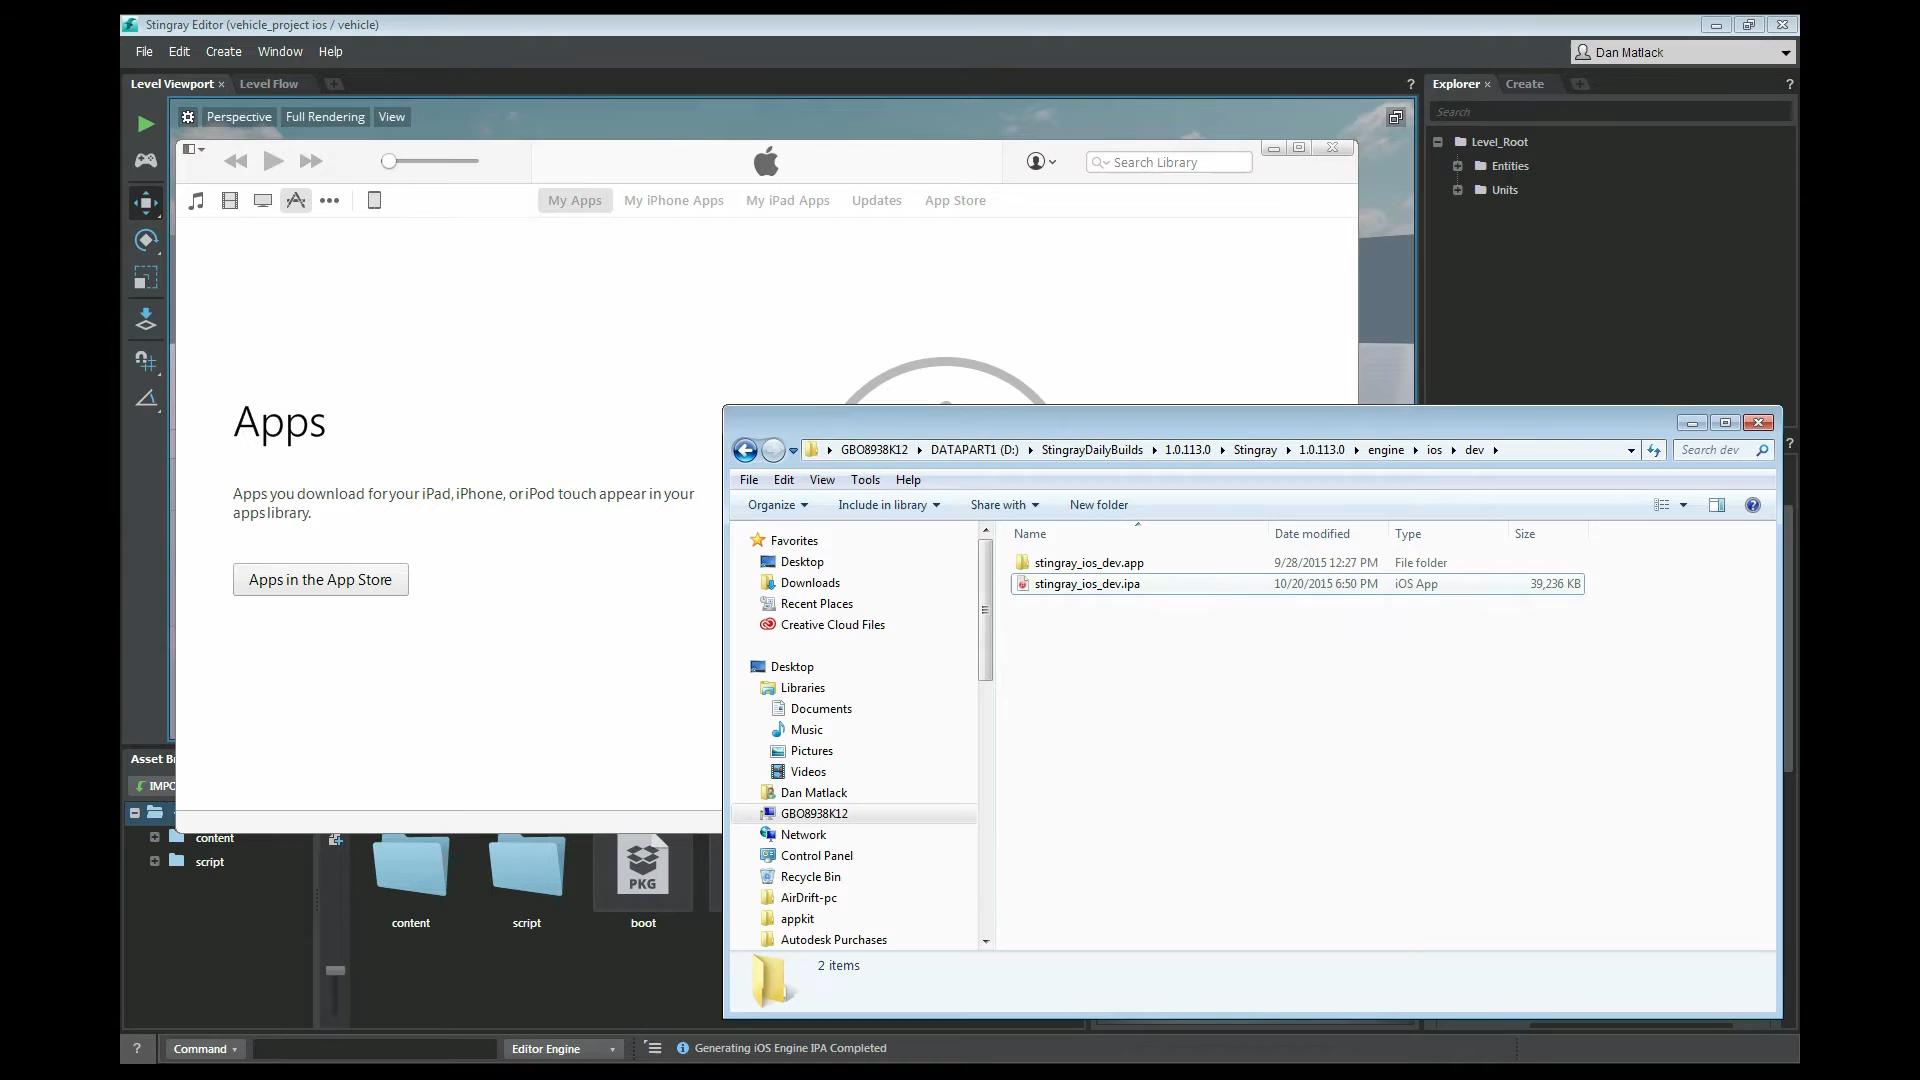 Stingray Editor (vehicle_project ios / vehicle)
File Edit Create Window Help
Dan Matlack
Level Viewport × Level Flow
?
Explorer × Create
?
Perspective Full Rendering View
Search
Level_Root
Entities
Units
Search Library
My Apps My iPhone Apps My iPad Apps Updates App Store
Apps
Apps you download for your iPad, iPhone, or iPod touch appear in your
apps library.
Apps in the App Store
GBO8938K12 DATAPART1 (D:) StingrayDailyBuilds 1.0.113.0 Stingray 1.0.113.0 engine ios dev
Search dev
?
File Edit View Tools Help
Organize Include in library Share with New folder
Name Date modified Type Size
stingray_ios_dev.app 9/28/2015 12:27 PM File folder
stingray_ios_dev.ipa 10/20/2015 6:50 PM iOS App 39,236 KB
Favorites
Desktop
Downloads
Recent Places
Creative Cloud Files
Desktop
Libraries
Documents
Music
Pictures
Videos
Dan Matlack
GBO8938K12
Network
Control Panel
Recycle Bin
AirDrift-pc
appkit
Autodesk Purchases
2 items
Asset Br
IMPO
content
script
content script boot
PKG
? Command Editor Engine Generating iOS Engine IPA Completed